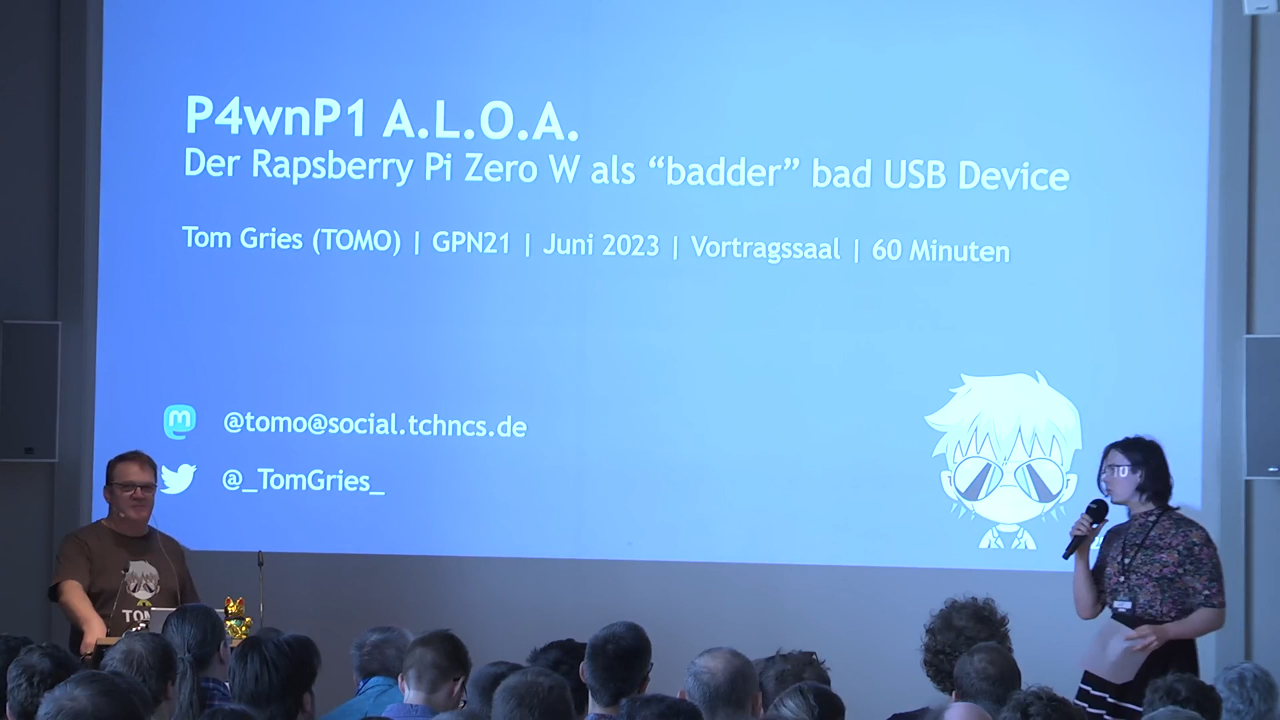 P4wnP1 A.L.O.A.
Der Rapsberry Pi Zero W als “badder” bad USB Device
Tom Gries (TOMO) | GPN21 | Juni 2023 | Vortragssaal | 60 Minuten
@tomo@social.tchncs.de
@_TomGries_